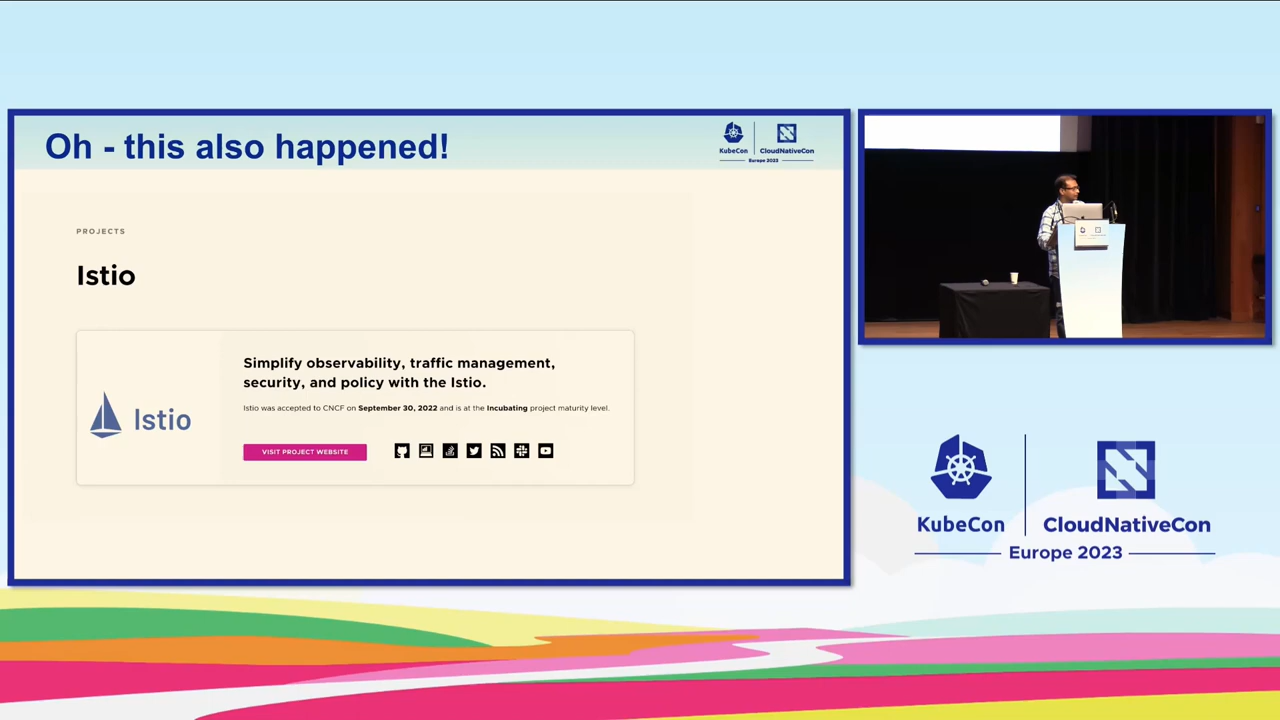 Oh - this also happened!
KubeCon
CloudNativeCon
Europe 2023
PROJECTS
Istio
Istio
Simplify observability, traffic management,
security, and policy with the Istio.
Istio was accepted to CNCF on September 30, 2022 and is at the Incubating project maturity level.
VISIT PROJECT WEBSITE
KubeCon
CloudNativeCon
Europe 2023